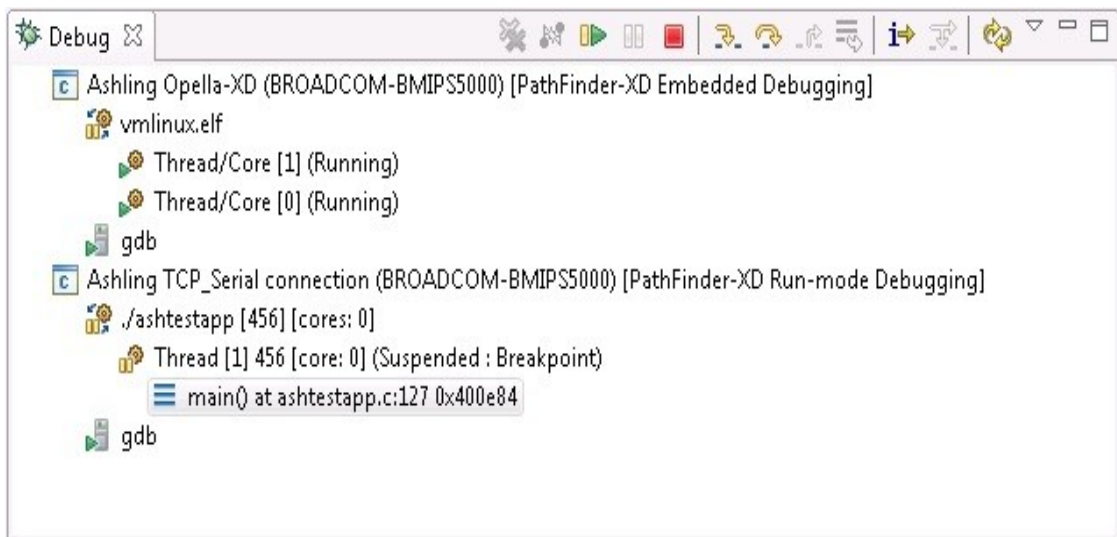 Debug
Ashling Opella-XD (BROADCOM-BMIPS5000) [PathFinder-XD Embedded Debugging]
vmlinux.elf
Thread/Core [1] (Running)
Thread/Core [0] (Running)
gdb
Ashling TCP_Serial connection (BROADCOM-BMIPS5000) [PathFinder-XD Run-mode Debugging]
./ashtestapp [456] [cores: 0]
Thread [1] 456 [core: 0] (Suspended : Breakpoint)
main() at ashtestapp.c:127 0x400e84
gdb